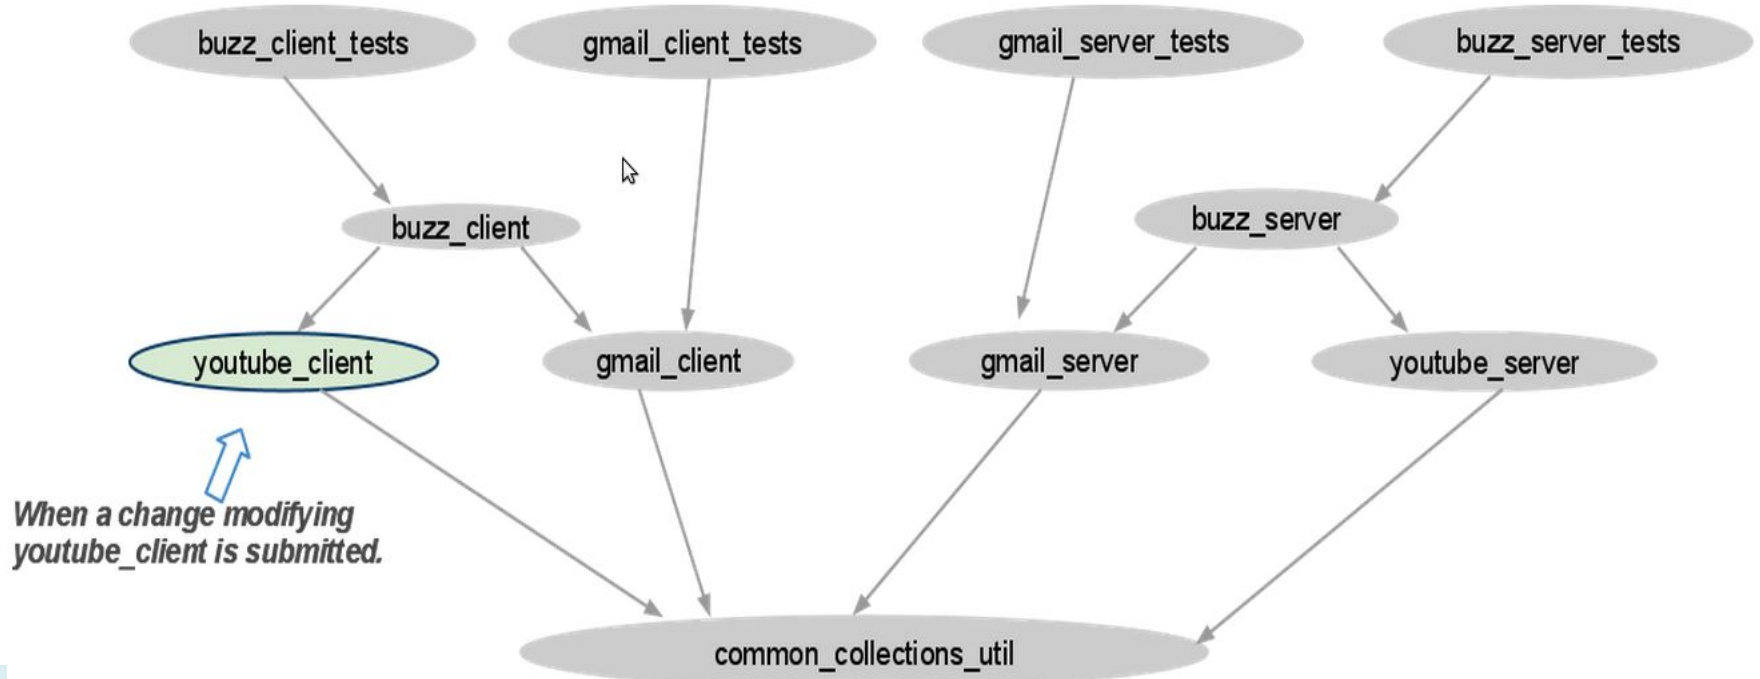 buzz_client_tests
gmail_client_tests
gmail_server_tests
buzz_server_tests
buzz_client
buzz_server
youtube_client
gmail_client
gmail_server
youtube_server
When a change modifying
youtube_client is submitted.
common_collections_util